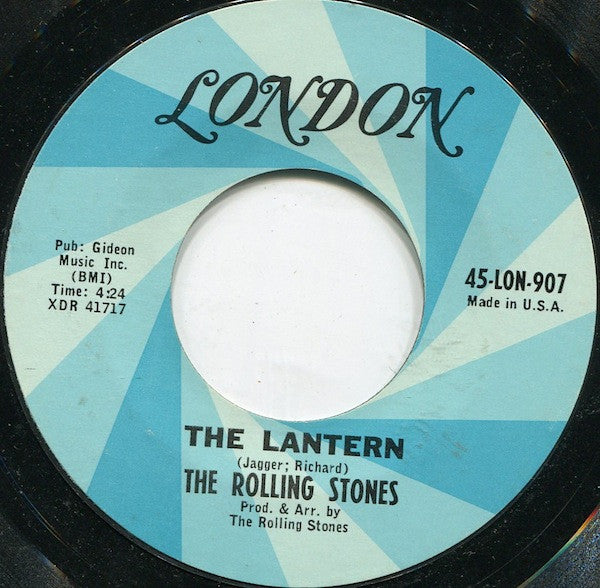 LONDON
Pub: Gideon
Music Inc.
(BMI)
Time: 4:24
XDR 41717
45-LON-907
Made in U.S.A.
THE LANTERN
(Jagger; Richard)
THE ROLLING STONES
Prod. & Arr. by
The Rolling Stones